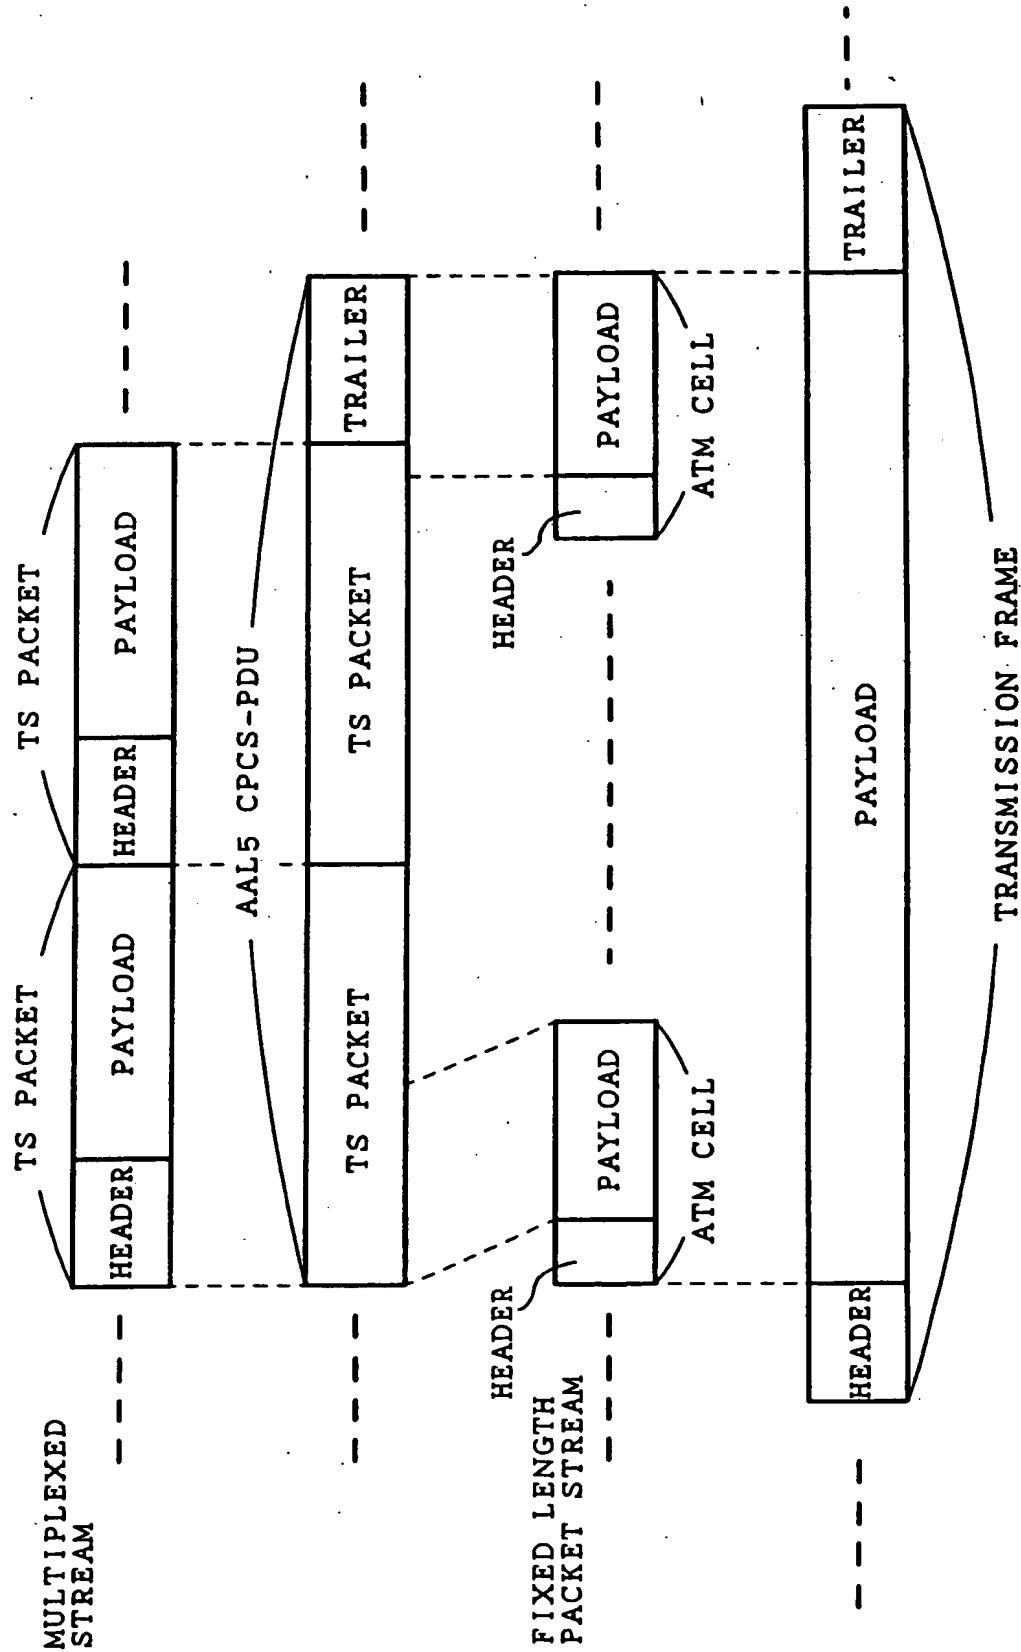 MULTIPLEXED
STREAM
TS PACKET
TS PACKET
HEADER
PAYLOAD
HEADER
PAYLOAD
AAL5 CPCS-PDU
TS PACKET
TS PACKET
TRAILER
FIXED LENGTH
PACKET STREAM
HEADER
HEADER
PAYLOAD
PAYLOAD
ATM CELL
ATM CELL
HEADER
PAYLOAD
TRAILER
TRANSMISSION FRAME